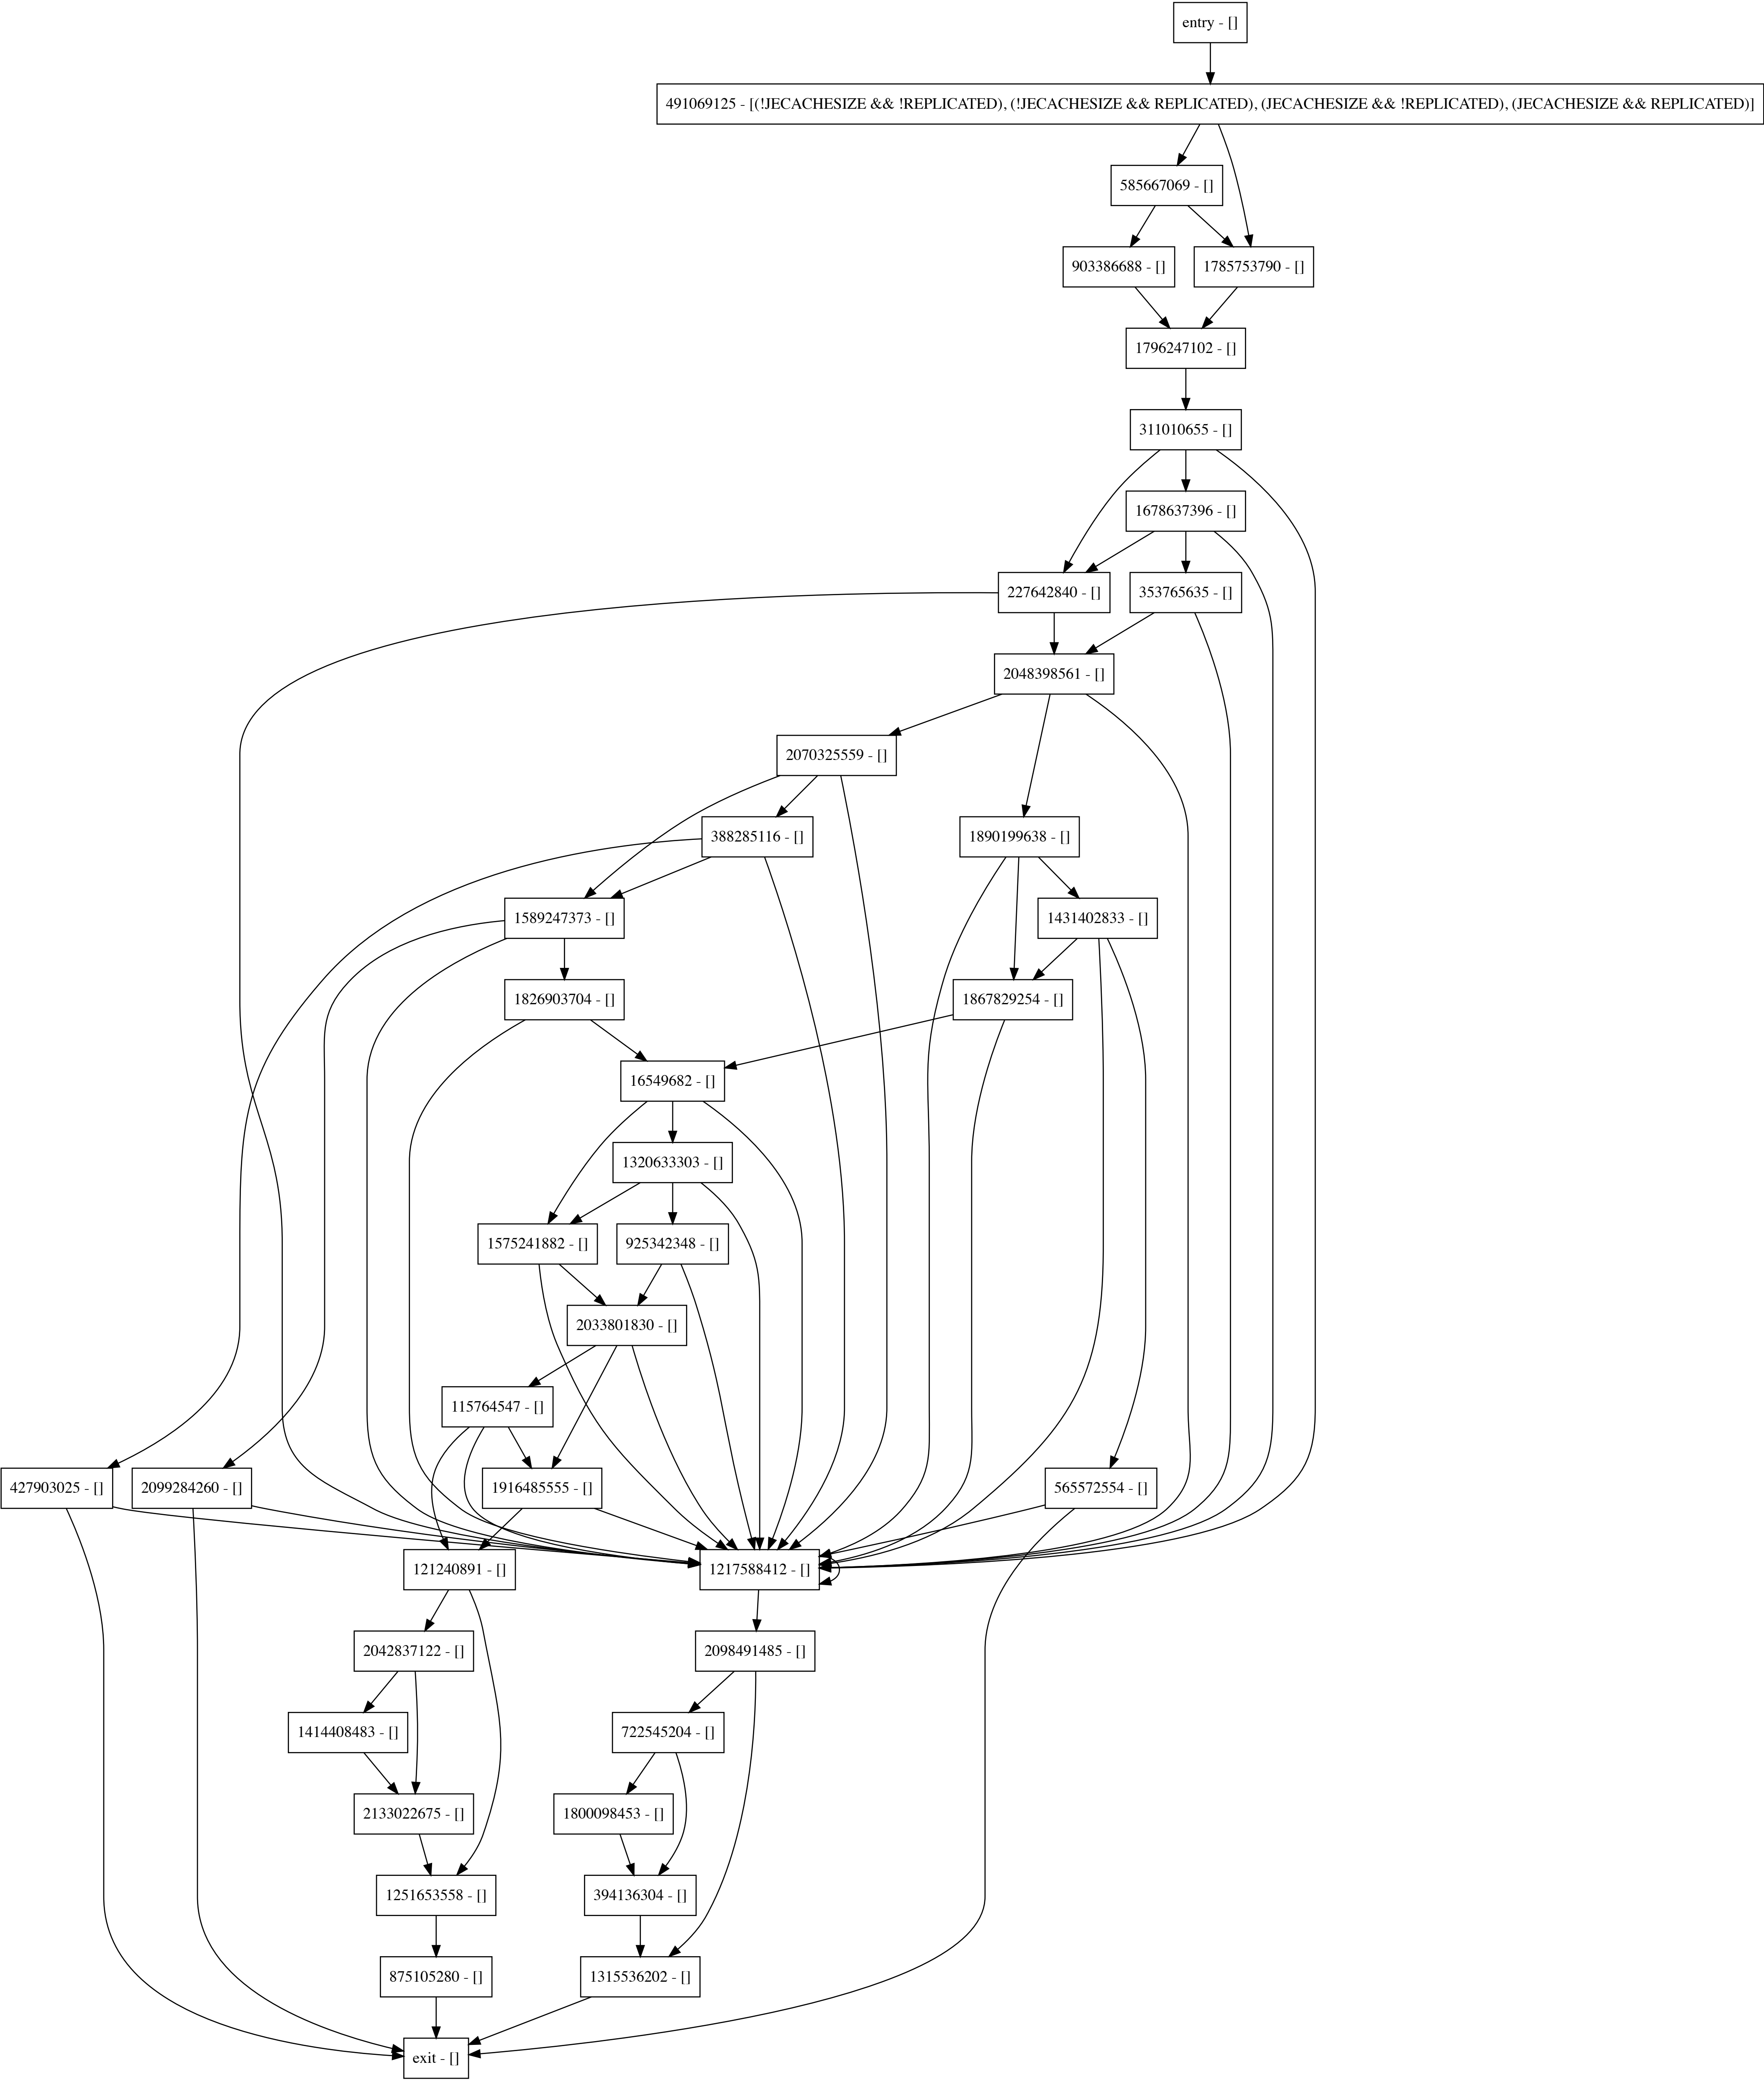 entry - []
491069125 - [(!JECACHESIZE && !REPLICATED), (!JECACHESIZE && REPLICATED), (JECACHESIZE && !REPLICATED), (JECACHESIZE && REPLICATED)]
585667069 - []
903386688 - []
1785753790 - []
1796247102 - []
311010655 - []
1678637396 - []
227642840 - []
353765635 - []
2048398561 - []
2070325559 - []
388285116 - []
1890199638 - []
1589247373 - []
1431402833 - []
1826903704 - []
1867829254 - []
16549682 - []
1320633303 - []
1575241882 - []
925342348 - []
2033801830 - []
115764547 - []
427903025 - []
2099284260 - []
1916485555 - []
565572554 - []
121240891 - []
1217588412 - []
2042837122 - []
2098491485 - []
1414408483 - []
722545204 - []
2133022675 - []
1800098453 - []
1251653558 - []
394136304 - []
875105280 - []
1315536202 - []
exit - []